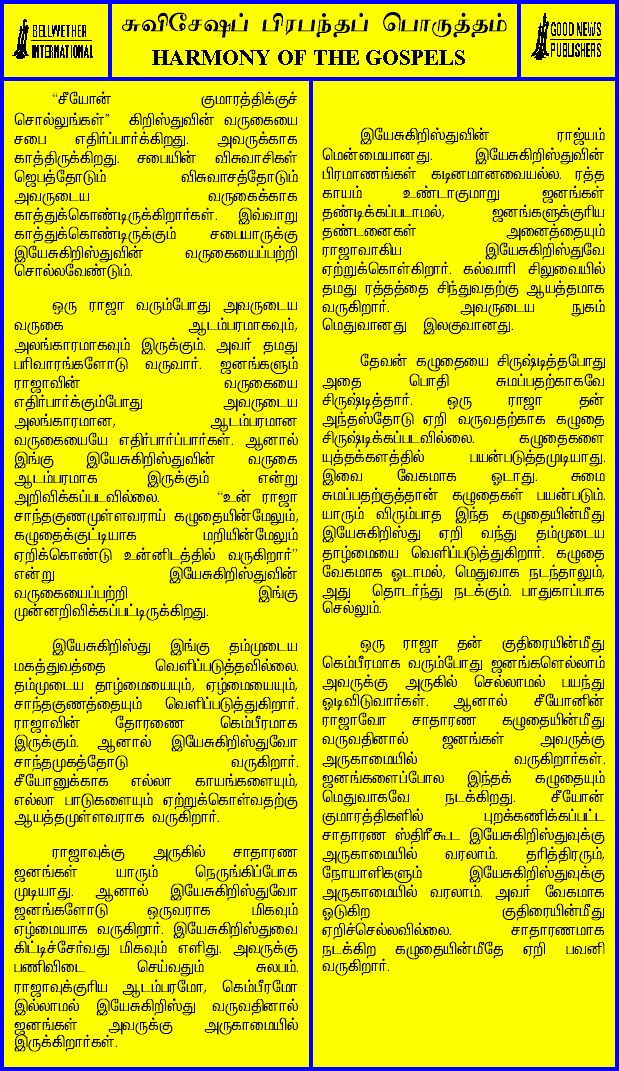 BELLWETHER
INTERNATIONAL
சுவிசேஷப் பிரபந்தப் பொருத்தம்
HARMONY OF THE GOSPELS
GOOD NEWS
PUBLISHERS
“சீயோன் குமாரத்திக்குச்
சொல்லுங்கள்” கிறிஸ்துவின் வருகையை
சபை எதிர்ப்பார்க்கிறது. அவருக்காக
காத்திருக்கிறது. சபையின் விசுவாசிகள்
ஜெபத்தோடும் விசுவாசத்தோடும்
அவருடைய வருகைக்காக
காத்துக்கொண்டிருக்கிறார்கள். இவ்வாறு
காத்துக்கொண்டிருக்கும் சபையாருக்கு
இயேசுகிறிஸ்துவின் வருகையைப்பற்றி
சொல்லவேண்டும்.
ஒரு ராஜா வரும்போது அவருடைய
வருகை ஆடம்பரமாகவும்,
அலங்காரமாகவும் இருக்கும். அவர் தமது
பரிவாரங்களோடு வருவார். ஜனங்களும்
ராஜாவின் வருகையை
எதிர்பார்க்கும்போது அவருடைய
அலங்காரமான, ஆடம்பரமான
வருகையையே எதிர்பார்ப்பார்கள். ஆனால்
இங்கு இயேசுகிறிஸ்துவின் வருகை
ஆடம்பரமாக இருக்கும் என்று
அறிவிக்கப்படவில்லை. “உன் ராஜா
சாந்தகுணமுள்ளவராய் கழுதையின்மேலும்,
கழுதைக்குட்டியாக மறியின்மேலும்
ஏறிக்கொண்டு உன்னிடத்தில் வருகிறார்”
என்று இயேசுகிறிஸ்துவின்
வருகையைப்பற்றி இங்கு
முன்னறிவிக்கப்பட்டிருக்கிறது.
இயேசுகிறிஸ்து இங்கு தம்முடைய
மகத்துவத்தை வெளிப்படுத்தவில்லை.
தம்முடைய தாழ்மையையும், ஏழ்மையையும்,
சாந்தகுணத்தையும் வெளிப்படுத்துகிறார்.
ராஜாவின் தோரணை கெம்பீரமாக
இருக்கும். ஆனால் இயேசுகிறிஸ்துவோ
சாந்தமுகத்தோடு வருகிறார்.
சீயோனுக்காக எல்லா காயங்களையும்,
எல்லா பாடுகளையும் ஏற்றுக்கொள்வதற்கு
ஆயத்தமுள்ளவராக வருகிறார்.
ராஜாவுக்கு அருகில் சாதாரண
ஜனங்கள் யாரும் நெருங்கிப்போக
முடியாது. ஆனால் இயேசுகிறிஸ்துவோ
ஜனங்களோடு ஒருவராக மிகவும்
ஏழ்மையாக வருகிறார். இயேசுகிறிஸ்துவை
கிட்டிச்சேர்வது மிகவும் எளிது. அவருக்கு
பணிவிடை செய்வதும் சுலபம்.
ராஜாவுக்குரிய ஆடம்பரமோ, கெம்பீரமோ
இல்லாமல் இயேசுகிறிஸ்து வருவதினால்
ஜனங்கள் அவருக்கு அருகாமையில்
இருக்கிறார்கள்.
இயேசுகிறிஸ்துவின் ராஜ்யம்
மென்மையானது. இயேசுகிறிஸ்துவின்
பிரமாணங்கள் கடினமானவையல்ல. ரத்த
காயம் உண்டாகுமாறு ஜனங்கள்
தண்டிக்கப்படாமல், ஜனங்களுக்குரிய
தண்டனைகள் அனைத்தையும்
ராஜாவாகிய இயேசுகிறிஸ்துவே
ஏற்றுக்கொள்கிறார். கல்வாரி சிலுவையில்
தமது ரத்தத்தை சிந்துவதற்கு ஆயத்தமாக
வருகிறார். அவருடைய நுகம்
மெதுவானது இலகுவானது.
தேவன் கழுதையை சிருஷ்டித்தபோது
அதை பொதி சுமப்பதற்காகவே
சிருஷ்டித்தார். ஒரு ராஜா தன்
அந்தஸ்தோடு ஏறி வருவதற்காக கழுதை
சிருஷ்டிக்கப்படவில்லை. கழுதைகளை
யுத்தக்களத்தில் பயன்படுத்தமுடியாது.
இவை வேகமாக ஓடாது. சுமை
சுமப்பதற்குத்தான் கழுதைகள் பயன்படும்.
யாரும் விரும்பாத இந்த கழுதையின்மீது
இயேசுகிறிஸ்து ஏறி வந்து தம்முடைய
தாழ்மையை வெளிப்படுத்துகிறார். கழுதை
வேகமாக ஓடாமல், மெதுவாக நடந்தாலும்,
அது தொடர்ந்து நடக்கும். பாதுகாப்பாக
செல்லும்.
ஒரு ராஜா தன் குதிரையின்மீது
கெம்பீரமாக வரும்போது ஜனங்களெல்லாம்
அவருக்கு அருகில் செல்லாமல் பயந்து
ஓடிவிடுவார்கள். ஆனால் சீயோனின்
ராஜாவோ சாதாரண கழுதையின்மீது
வருவதினால் ஜனங்கள் அவருக்கு
அருகாமையில் வருகிறார்கள்.
ஜனங்களைப்போல இந்தக் கழுதையும்
மெதுவாகவே நடக்கிறது. சீயோன்
குமாரத்திகளில் புறக்கணிக்கப்பட்ட
சாதாரண ஸ்திரீகூட இயேசுகிறிஸ்துவுக்கு
அருகாமையில் வரலாம். தரித்திரரும்,
நோயாளிகளும் இயேசுகிறிஸ்துவுக்கு
அருகாமையில் வரலாம். அவர் வேகமாக
ஓடுகிற குதிரையின்மீது
ஏறிச்செல்லவில்லை. சாதாரணமாக
நடக்கிற கழுதையின்மீதே ஏறி பவனி
வருகிறார்.